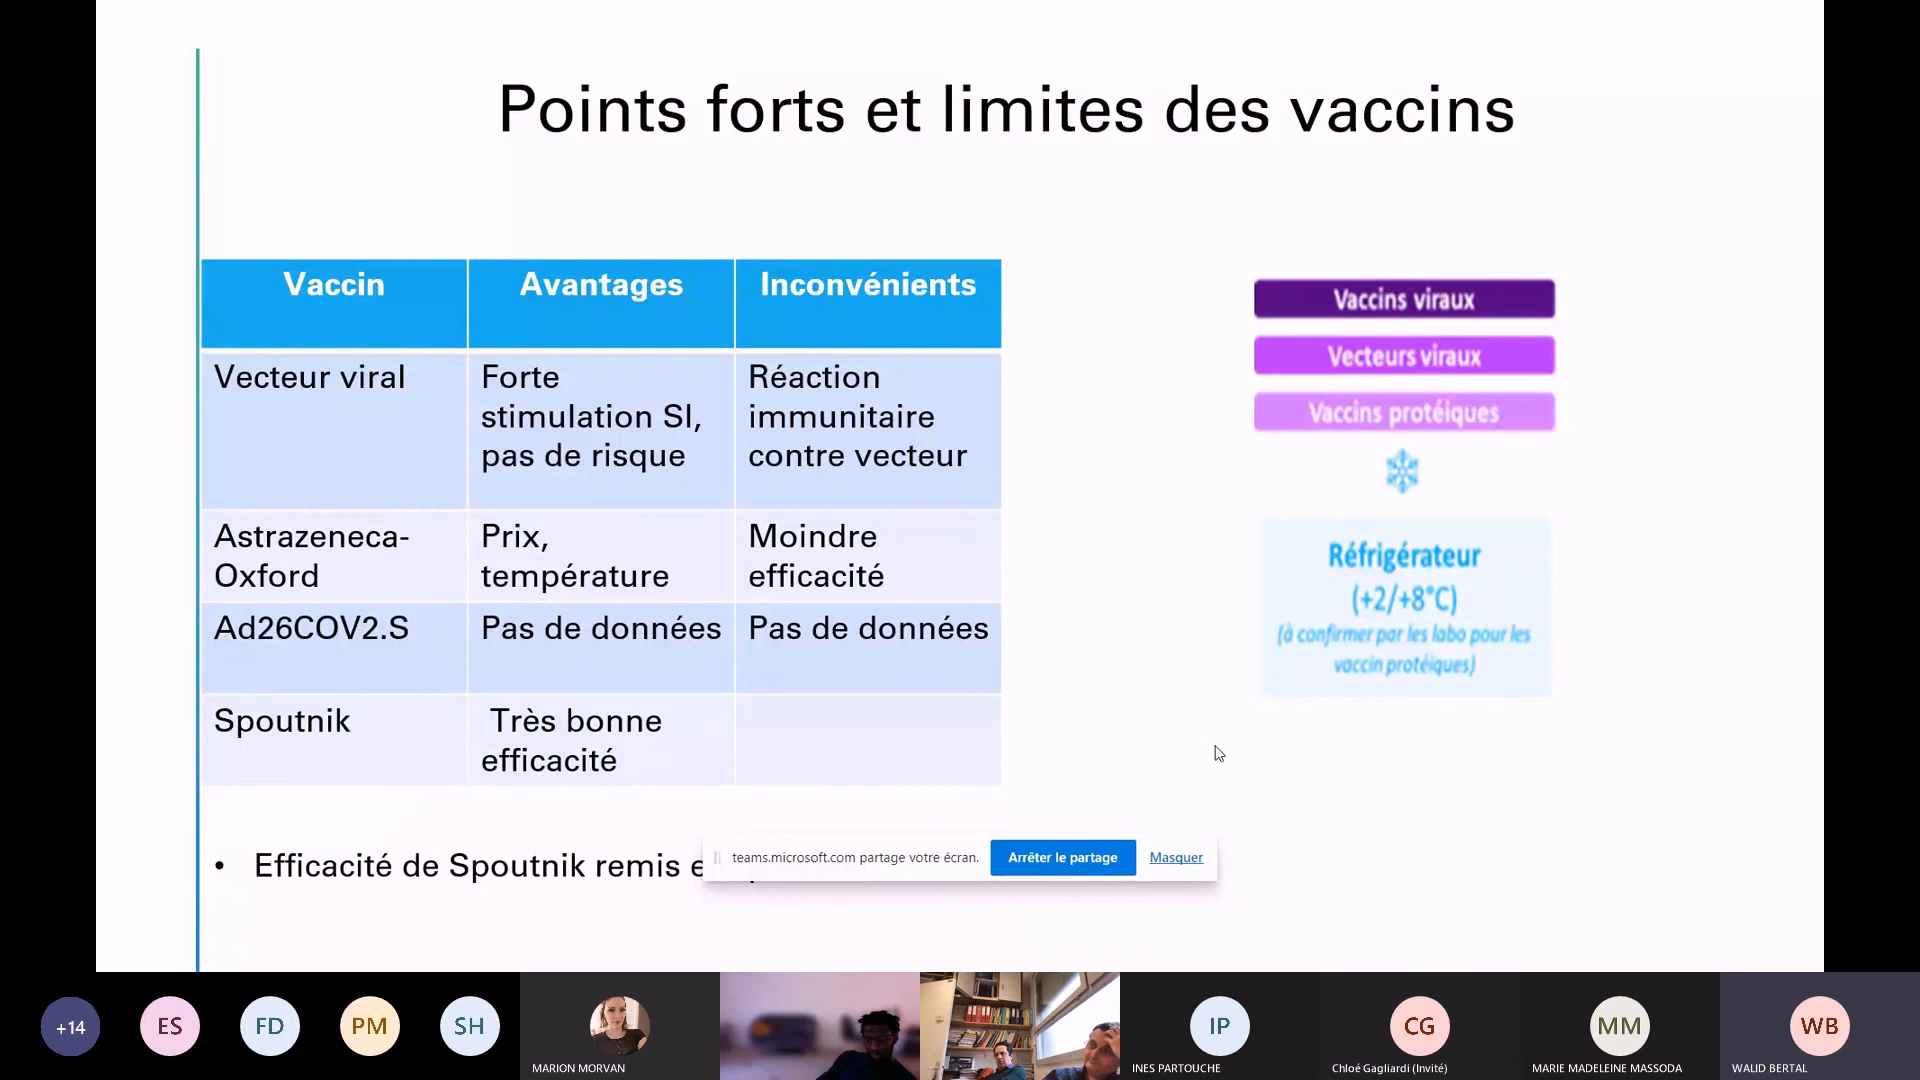 Points forts et limites des vaccins
Vaccin
Avantages
Inconvénients
Vecteur viral
Forte
stimulation SI,
pas de risque
Réaction
immunitaire
contre vecteur
Astrazeneca-
Oxford
Prix,
température
Moindre
efficacité
Ad26COV2.S
Pas de données
Pas de données
Spoutnik
Très bonne
efficacité
• Efficacité de Spoutnik remis
Vaccins viraux
Vecteurs viraux
Vaccins protéiques
Réfrigérateur
(+2/+8°C)
(à confirmer par les labo pour les
vaccin protéiques)
teams.microsoft.com partage votre écran.
Arrêter le partage
Masquer
+14
ES
FD
PM
SH
MARION MORVAN
IP
INES PARTOUCHE
CG
Chloé Gagliardi (Invité)
MM
MARIE MADELEINE MASSODA
WB
WALID BERTAL